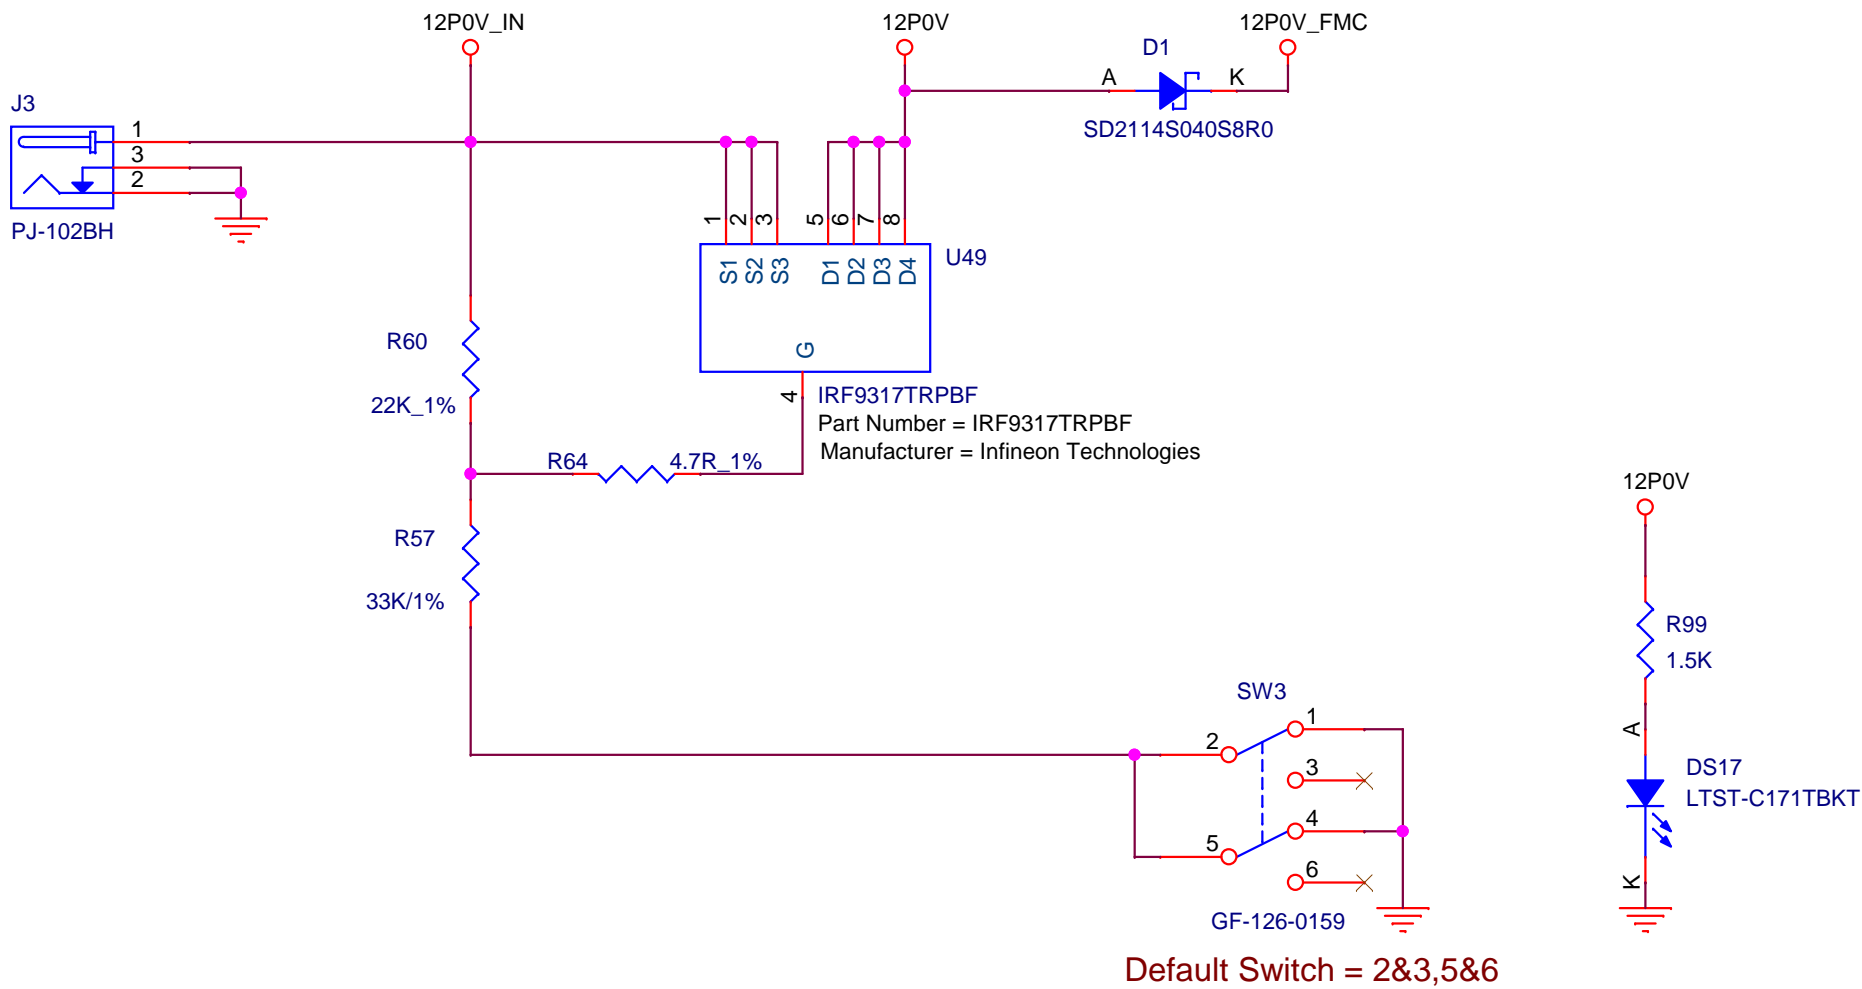 12P0V_IN
12P0V
12P0V_FMC
D1
A
K
SD2114S040S8R0
J3
1
3
2
PJ-102BH
1
2
3
5
6
7
8
S1
S2
S3
D1
D2
D3
D4
U49
G
4
IRF9317TRPBF
Part Number = IRF9317TRPBF
Manufacturer = Infineon Technologies
R60
22K_1%
R64
4.7R_1%
R57
33K/1%
12P0V
R99
1.5K
A
DS17
LTST-C171TBKT
K
SW3
1
2
3
4
5
6
GF-126-0159
Default Switch = 2&3,5&6